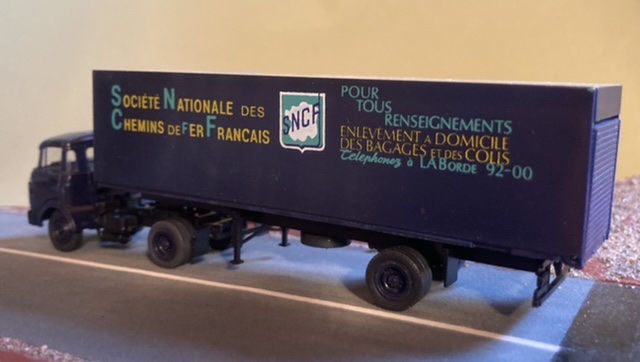 SOCIÉTÉ NATIONALE DES
CHEMINS DE FER FRANCAIS
SNCF
POUR
TOUS
RENSEIGNEMENTS
ENLÈVEMENT A DOMICILE
DES BAGAGES ET DES COLIS
Téléphonez à LABORDE 92-00